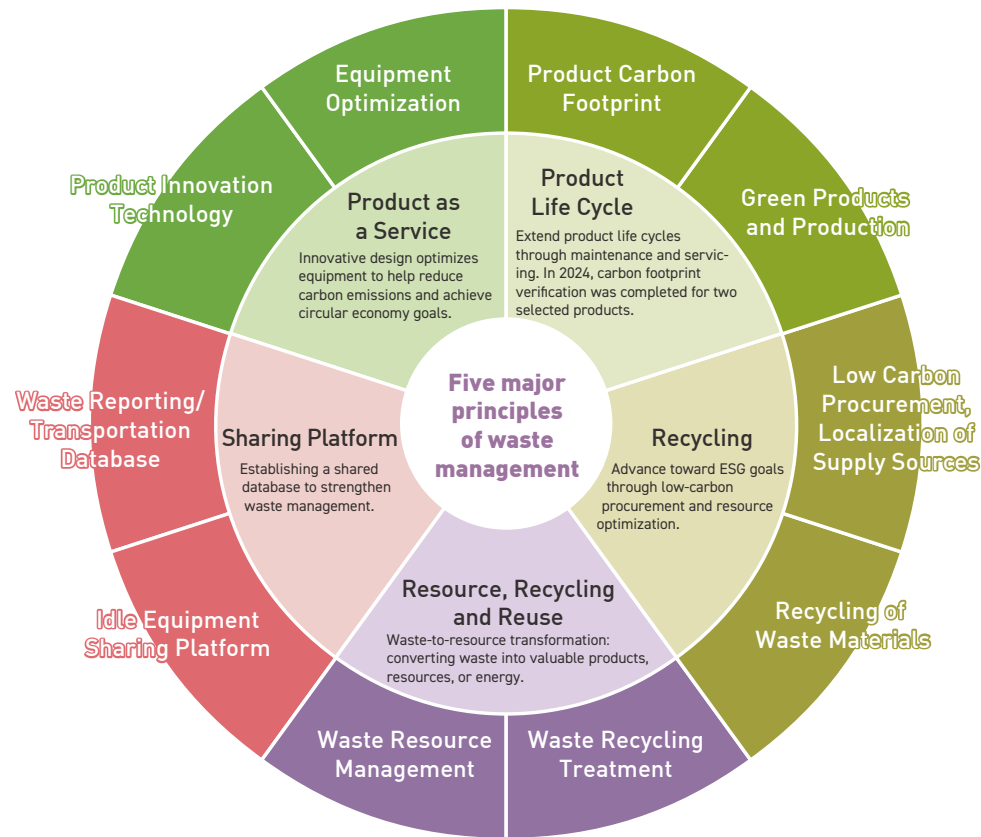 Equipment
Optimization
Product Carbon
Footprint
Product Innovation
Technology
Green Products
and Production
Product as
a Service
Innovative design optimizes
equipment to help reduce
carbon emissions and achieve
circular economy goals.
Product
Life Cycle
Extend product life cycles
through maintenance and servic-
ing. In 2024, carbon footprint
verification was completed for two
selected products.
Five major
principles
of waste
management
Waste Reporting/
Transportation
Database
Sharing Platform
Establishing a shared
database to strengthen
waste management.
Recycling
Advance toward ESG goals
through low-carbon
procurement and resource
optimization.
Low Carbon
Procurement,
Localization of
Supply Sources
Idle Equipment
Sharing Platform
Resource, Recycling
and Reuse
Waste-to-resource transformation:
converting waste into valuable products,
resources, or energy.
Recycling of
Waste Materials
Waste Resource
Management
Waste Recycling
Treatment